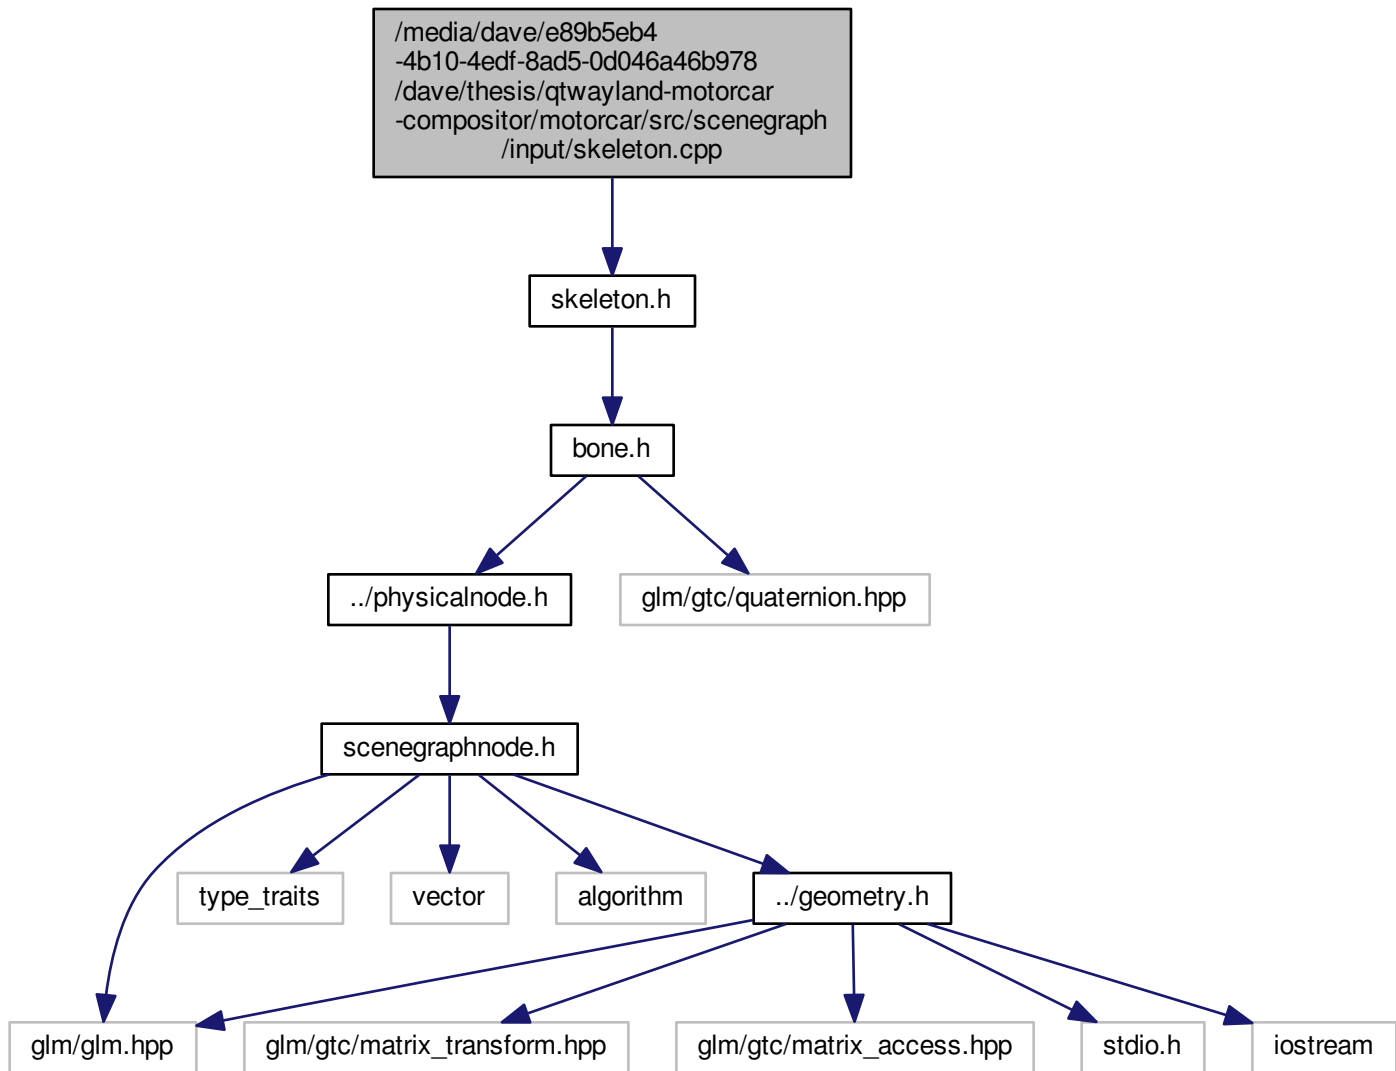 /media/dave/e89b5eb4
-4b10-4edf-8ad5-0d046a46b978
/dave/thesis/qtwayland-motorcar
-compositor/motorcar/src/scenegraph
/input/skeleton.cpp
skeleton.h
bone.h
../physicalnode.h
glm/gtc/quaternion.hpp
scenegraphnode.h
type_traits
vector
algorithm
../geometry.h
glm/glm.hpp
glm/gtc/matrix_transform.hpp
glm/gtc/matrix_access.hpp
stdio.h
iostream